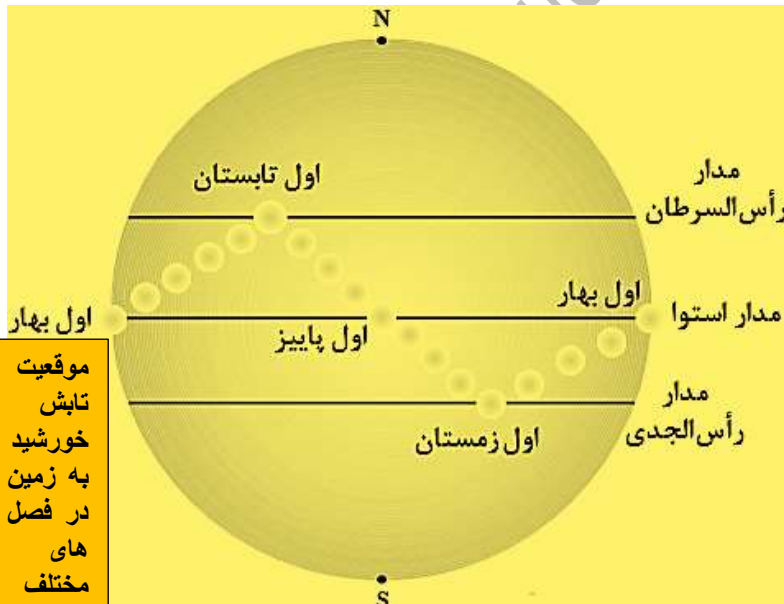 N
اول تابستان
مدار
رأس‌السرطان
اول بهار
مدار استوا
اول بهار
اول پاییز
مدار
رأس‌الجدی
اول زمستان
موقعیت
تابش
خورشید
به زمین
در فصل
های
مختلف
S